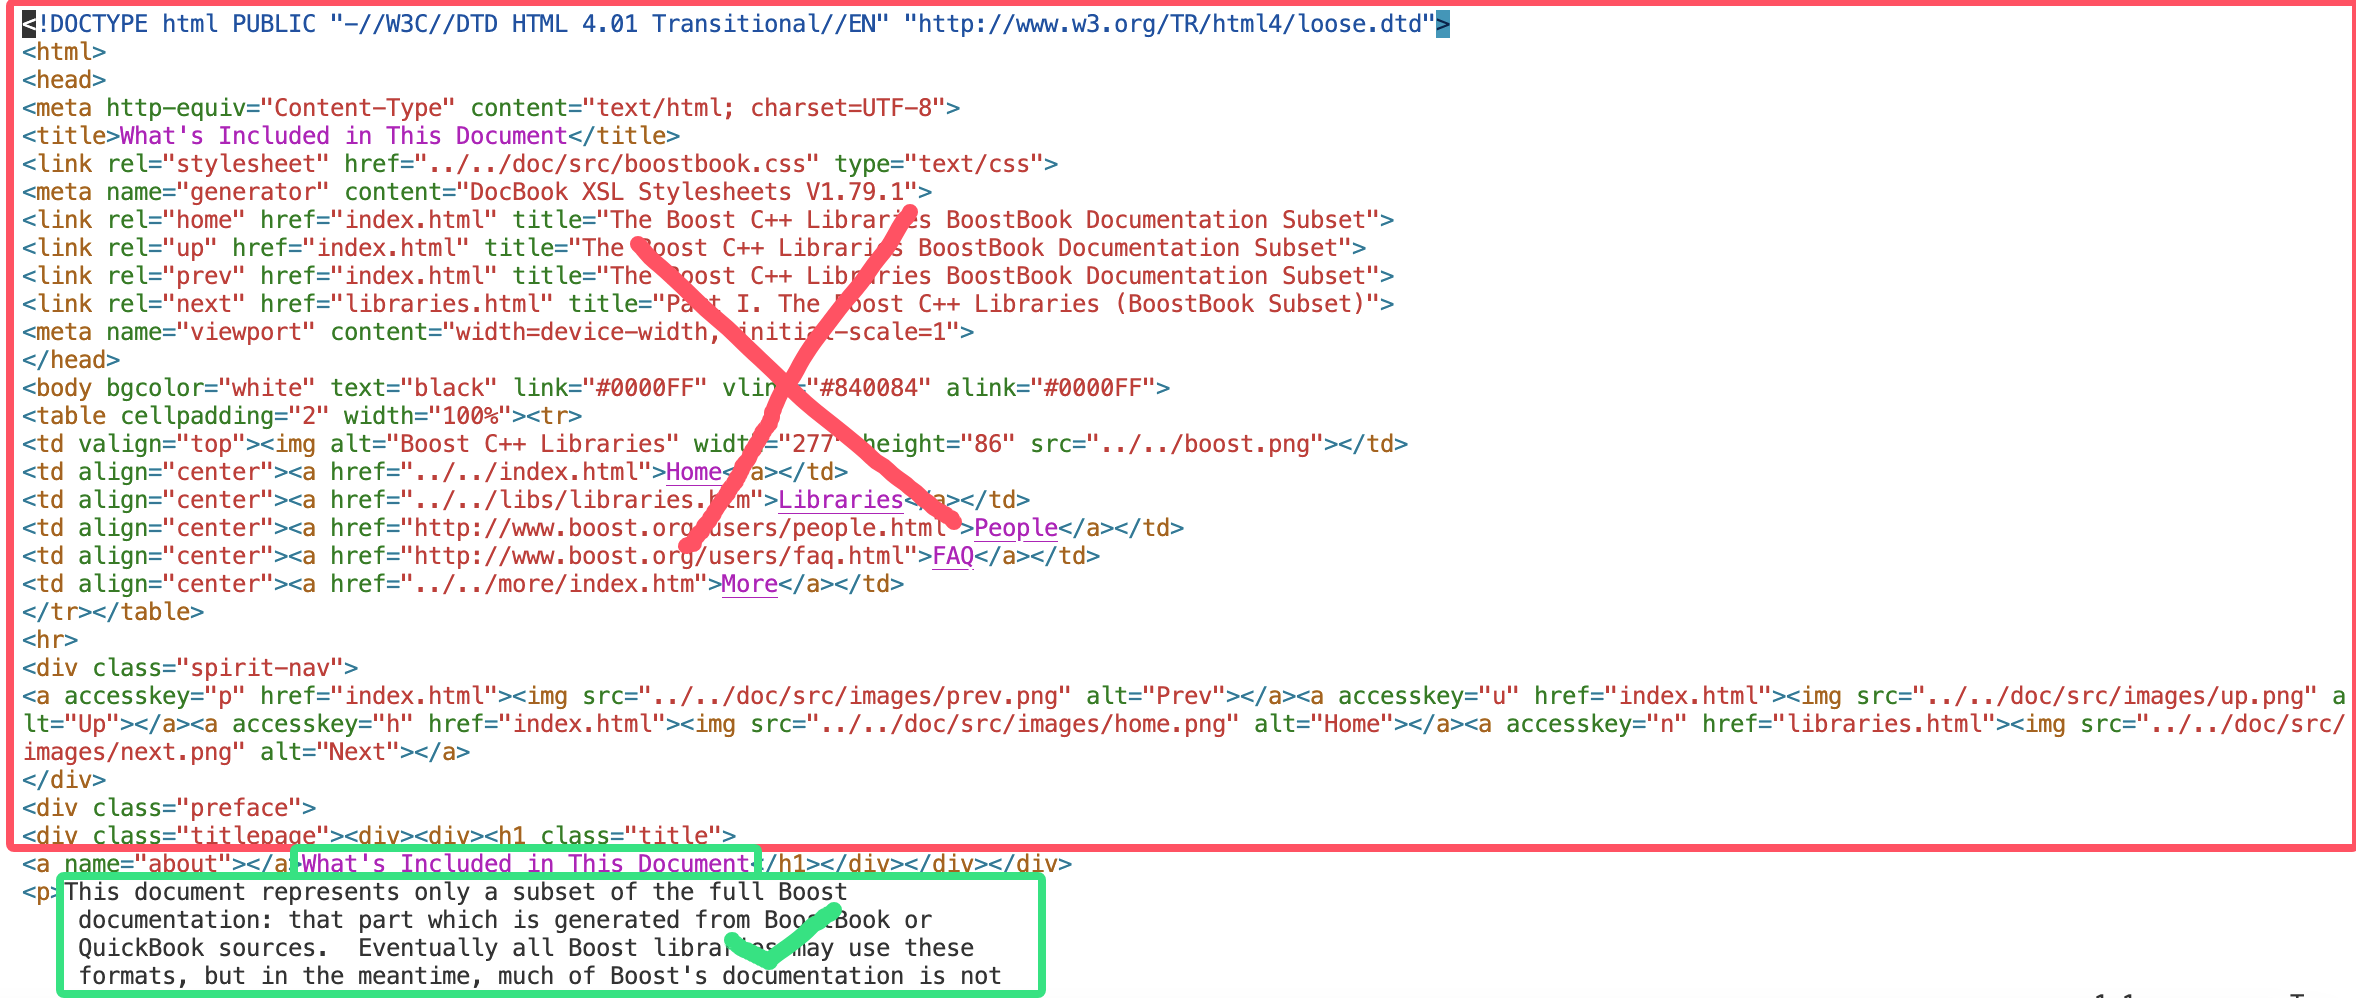 <!DOCTYPE html PUBLIC "-//W3C//DTD HTML 4.01 Transitional//EN" "http://www.w3.org/TR/html4/loose.dtd">
<html>
<head>
<meta http-equiv="Content-Type" content="text/html; charset=UTF-8">
<title>What's Included in This Document</title>
<link rel="stylesheet" href="../../doc/src/boostbook.css" type="text/css">
<meta name="generator" content="DocBook XSL Stylesheets V1.79.1">
<link rel="home" href="index.html" title="The Boost C++ Libraries BoostBook Documentation Subset">
<link rel="up" href="index.html" title="The Boost C++ Libraries BoostBook Documentation Subset">
<link rel="prev" href="index.html" title="The Boost C++ Libraries BoostBook Documentation Subset">
<link rel="next" href="libraries.html" title="Part I. The Boost C++ Libraries (BoostBook Subset)">
<meta name="viewport" content="width=device-width, initial-scale=1">
</head>
<body bgcolor="white" text="black" link="#0000FF" vlink="#840084" alink="#0000FF">
<table cellpadding="2" width="100%"><tr>
<td valign="top"><img alt="Boost C++ Libraries" width="277" height="86" src="../../boost.png"></td>
<td align="center"><a href="../../index.html">Home</a></td>
<td align="center"><a href="../../libs/libraries.htm">Libraries</a></td>
<td align="center"><a href="http://www.boost.org/users/people.html">People</a></td>
<td align="center"><a href="http://www.boost.org/users/faq.html">FAQ</a></td>
<td align="center"><a href="../../more/index.htm">More</a></td>
</tr></table>
<hr>
<div class="spirit-nav">
<a accesskey="p" href="index.html"><img src="../../doc/src/images/prev.png" alt="Prev"></a><a accesskey="u" href="index.html"><img src="../../doc/src/images/up.png" a
lt="Up"></a><a accesskey="h" href="index.html"><img src="../../doc/src/images/home.png" alt="Home"></a><a accesskey="n" href="libraries.html"><img src="../../doc/src/
images/next.png" alt="Next"></a>
</div>
<div class="preface">
<div class="titlepage"><div><div><h1 class="title">
<a name="about"></a>What's Included in This Document</h1></div></div></div>
<p>This document represents only a subset of the full Boost
documentation: that part which is generated from BoostBook or
QuickBook sources.  Eventually all Boost libraries may use these
formats, but in the meantime, much of Boost's documentation is not